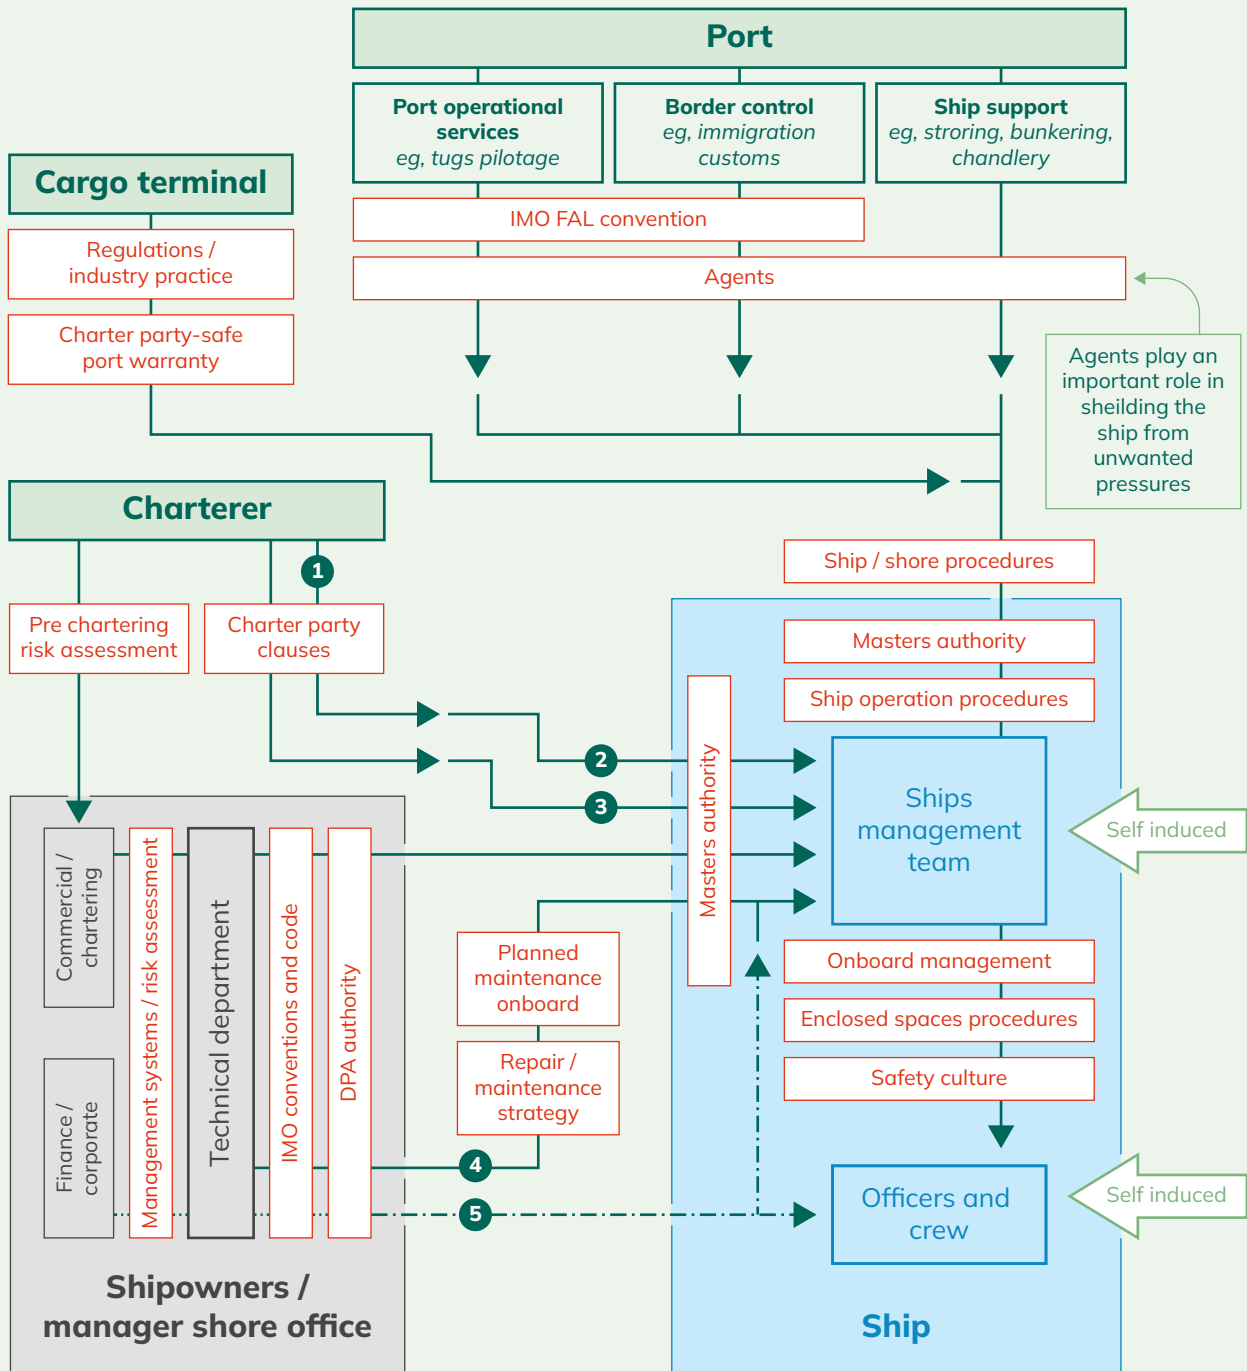 Port
Port operational
services
eg, tugs pilotage
Border control
eg, immigration
customs
Ship support
eg, stroring, bunkering,
chandlery
Cargo terminal
IMO FAL convention
Regulations /
industry practice
Agents
Charter party-safe
port warranty
Agents play an
important role in
sheilding the
ship from
unwanted
pressures
Charterer
1
Ship / shore procedures
Pre chartering
risk assessment
Charter party
clauses
Masters authority
Ship operation procedures
Masters authority
2
3
Ships
management
team
Self induced
Commercial /
chartering
Finance /
corporate
Management systems / risk assessment
Technical department
IMO conventions and code
DPA authority
Planned
maintenance
onboard
Repair /
maintenance
strategy
Onboard management
Enclosed spaces procedures
Safety culture
4
5
Officers and
crew
Self induced
Shipowners /
manager shore office
Ship